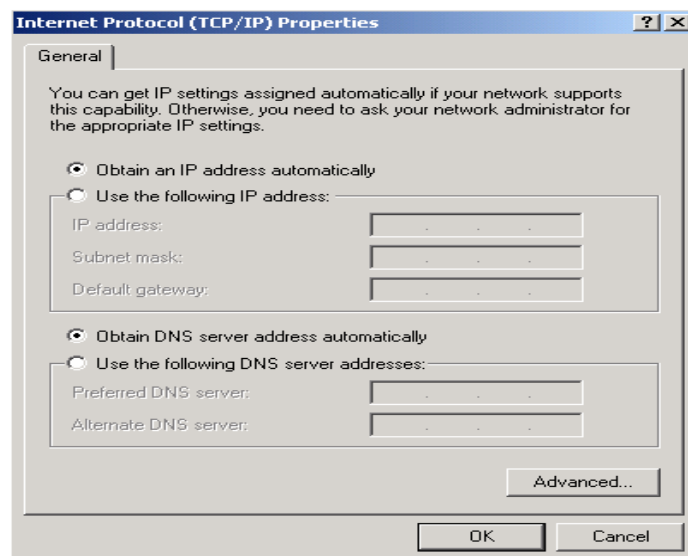 Internet Protocol (TCP/IP) Properties
General
You can get IP settings assigned automatically if your network supports
this capability. Otherwise, you need to ask your network administrator for
the appropriate IP settings.
Obtain an IP address automatically
Use the following IP address:
IP address:
Subnet mask:
Default gateway:
Obtain DNS server address automatically
Use the following DNS server addresses:
Preferred DNS server:
Alternate DNS server:
Advanced...
OK Cancel